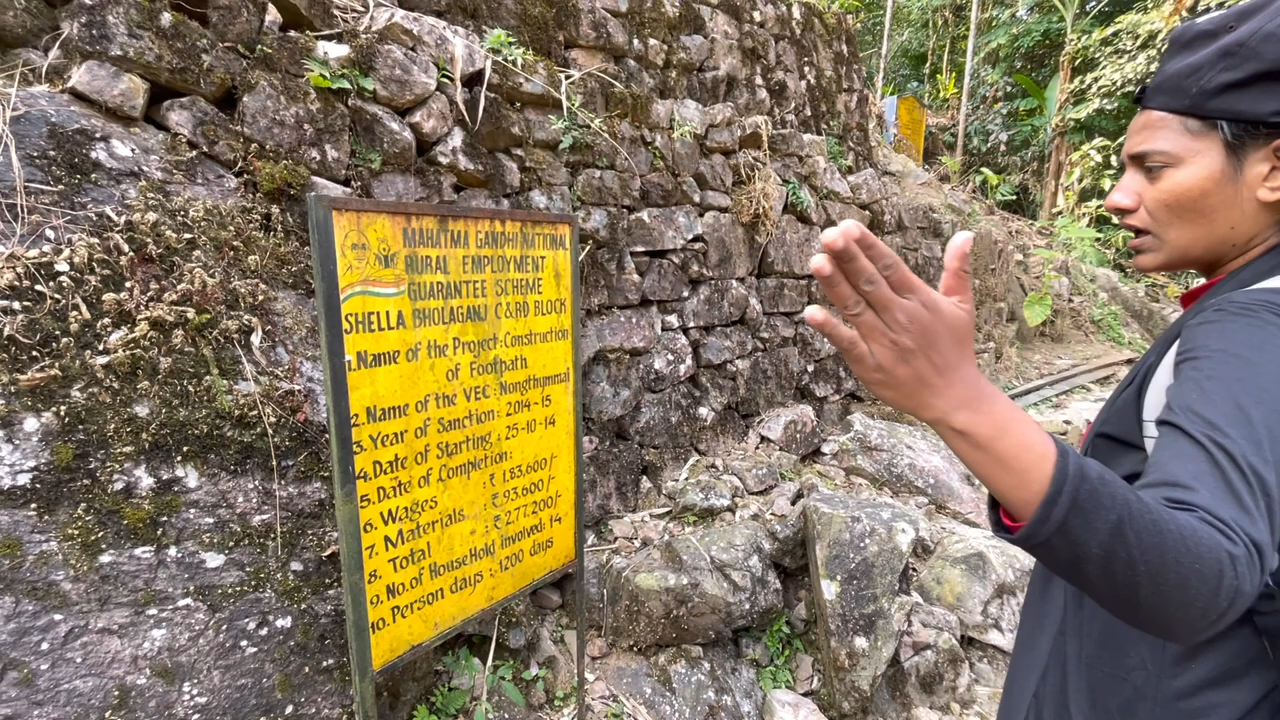 MAHATMA GANDHI NATIONAL
RURAL EMPLOYMENT
GUARANTEE SCHEME
SHELLA BHOLAGANJ C&RD BLOCK
1.Name of the Project:Construction
of Footpath
2.Name of the VEC:Nongthymmai
3.Year of Sanction: 2014-15
4.Date of Starting: 25-10-14
5.Date of Completion:
6. Wages :₹ 1,83,600/-
7. Materials :₹93,600/-
8. Total :₹2,77,200/-
9. No.of HouseHold involved: 14
10.Person days: 1200 days